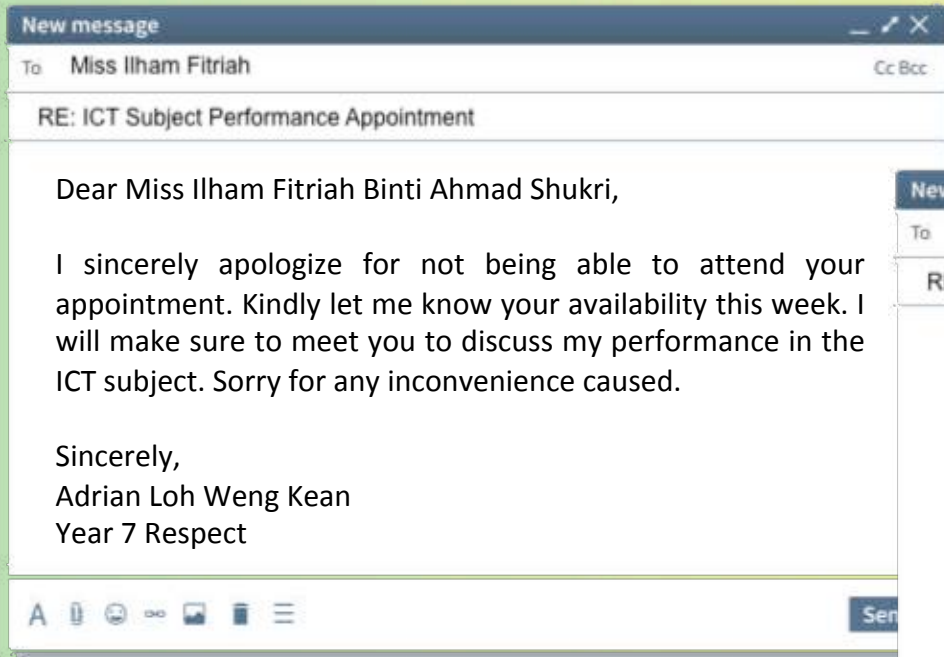 New message
To Miss Ilham Fitriah Cc Bcc
RE: ICT Subject Performance Appointment
Dear Miss Ilham Fitriah Binti Ahmad Shukri,
I sincerely apologize for not being able to attend your
appointment. Kindly let me know your availability this week. I
will make sure to meet you to discuss my performance in the
ICT subject. Sorry for any inconvenience caused.
Sincerely,
Adrian Loh Weng Kean
Year 7 Respect
To